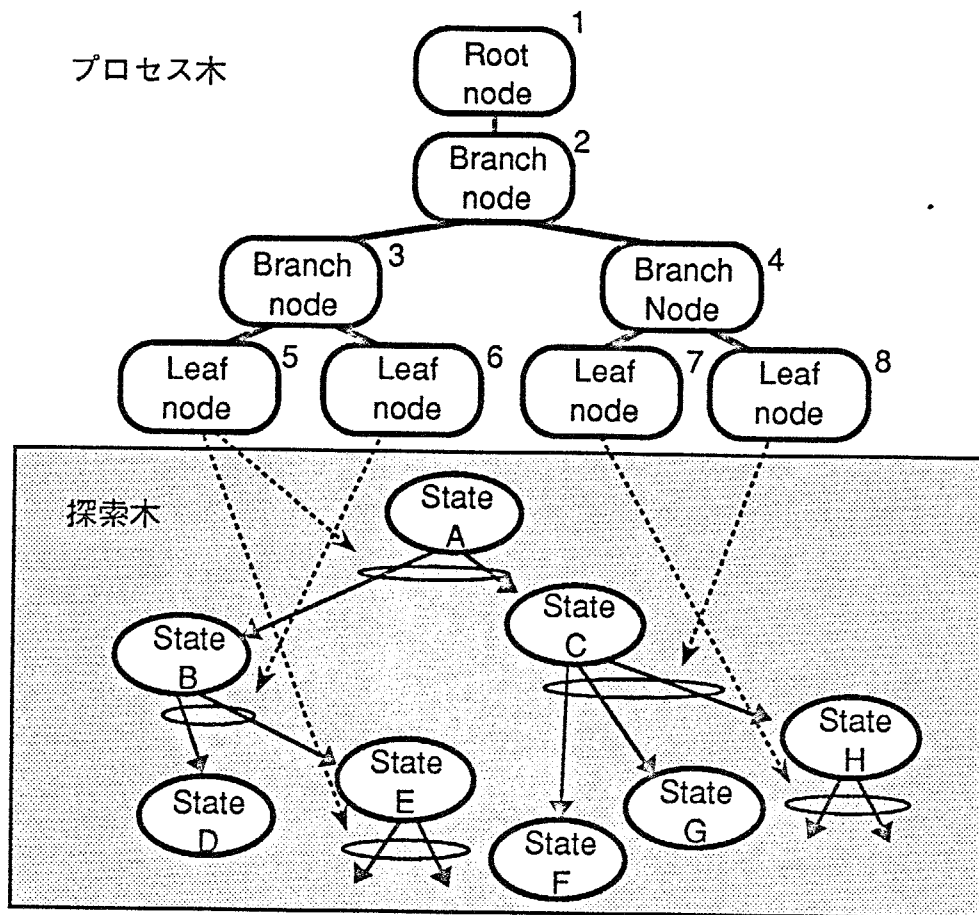 プロセス木
1
Root
node
2
Branch
node
3
Branch
node
4
Branch
Node
5
Leaf
node
6
Leaf
node
7
Leaf
node
8
Leaf
node
探索木
State
A
State
B
State
C
State
D
State
E
State
F
State
G
State
H